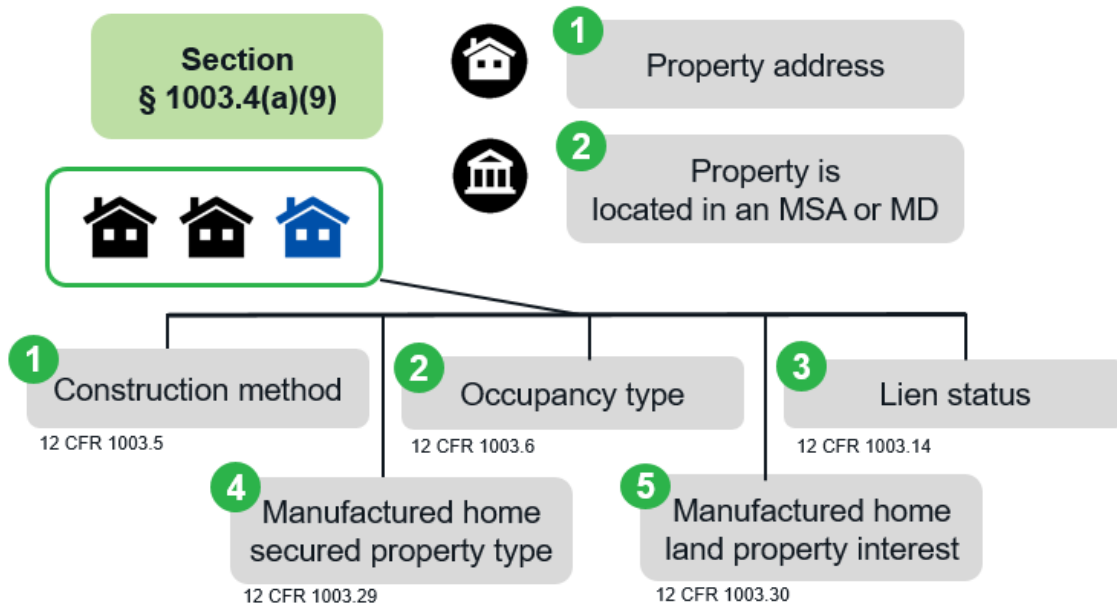 Section
§ 1003.4(a)(9)
1
Property address
2
Property is
located in an MSA or MD
1
Construction method
12 CFR 1003.5
2
Occupancy type
12 CFR 1003.6
3
Lien status
12 CFR 1003.14
4
Manufactured home
secured property type
12 CFR 1003.29
5
Manufactured home
land property interest
12 CFR 1003.30